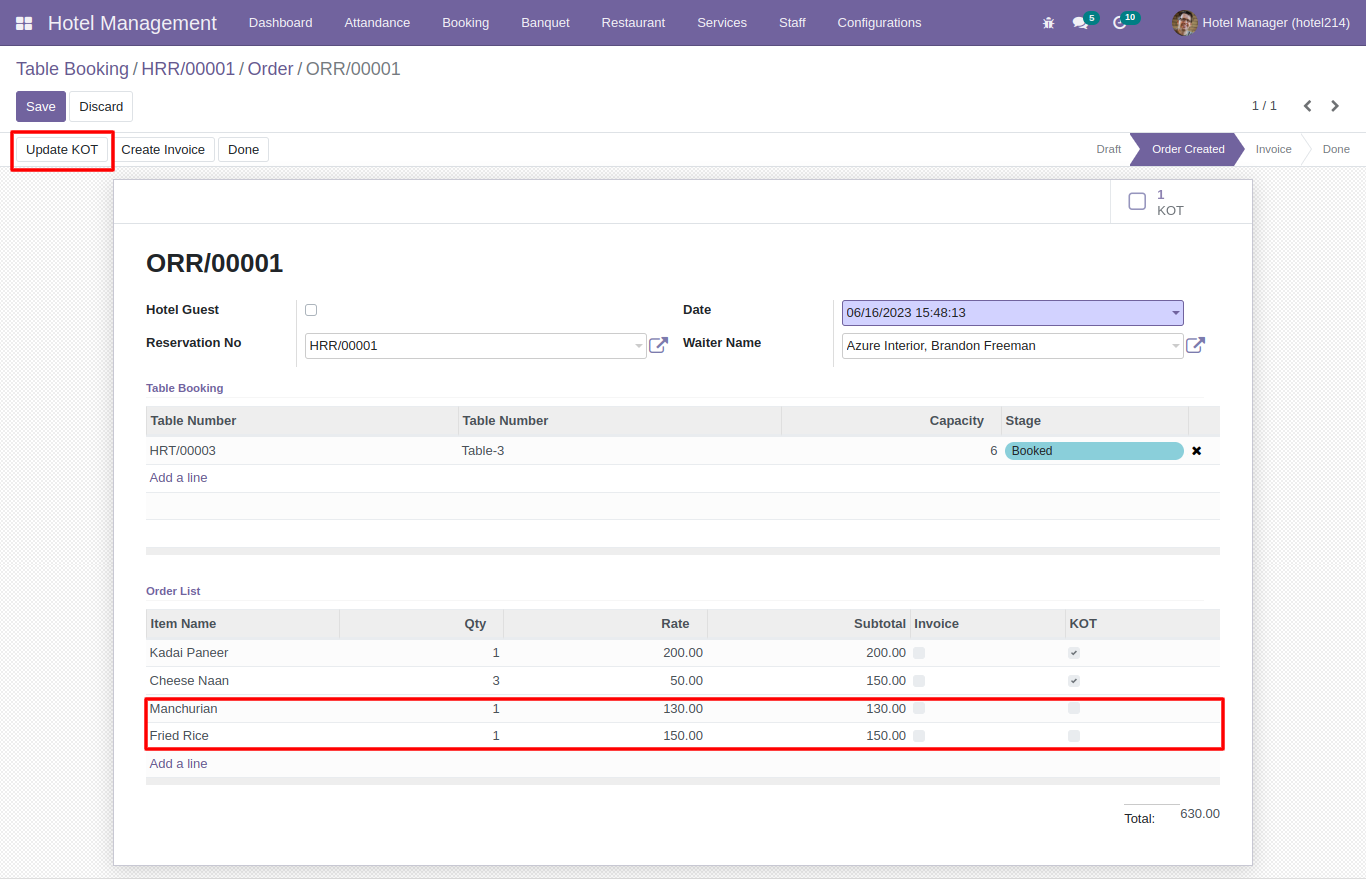 Hotel Management Dashboard Attendance Booking Banquet Restaurant Services Staff Configurations 5 10 Hotel Manager (hotel214)
Table Booking / HRR/00001 / Order / ORR/00001
Save Discard 1 / 1
Update KOT Create Invoice Done Draft Order Created Invoice Done
1
KOT
ORR/00001
Hotel Guest Date 06/16/2023 15:48:13
Reservation No HRR/00001 Waiter Name Azure Interior, Brandon Freeman
Table Booking
Table Number Table Number Capacity Stage
HRT/00003 Table-3 6 Booked
Add a line
Order List
Item Name Qty Rate Subtotal Invoice KOT
Kadai Paneer 1 200.00 200.00
Cheese Naan 3 50.00 150.00
Manchurian 1 130.00 130.00
Fried Rice 1 150.00 150.00
Add a line
Total: 630.00